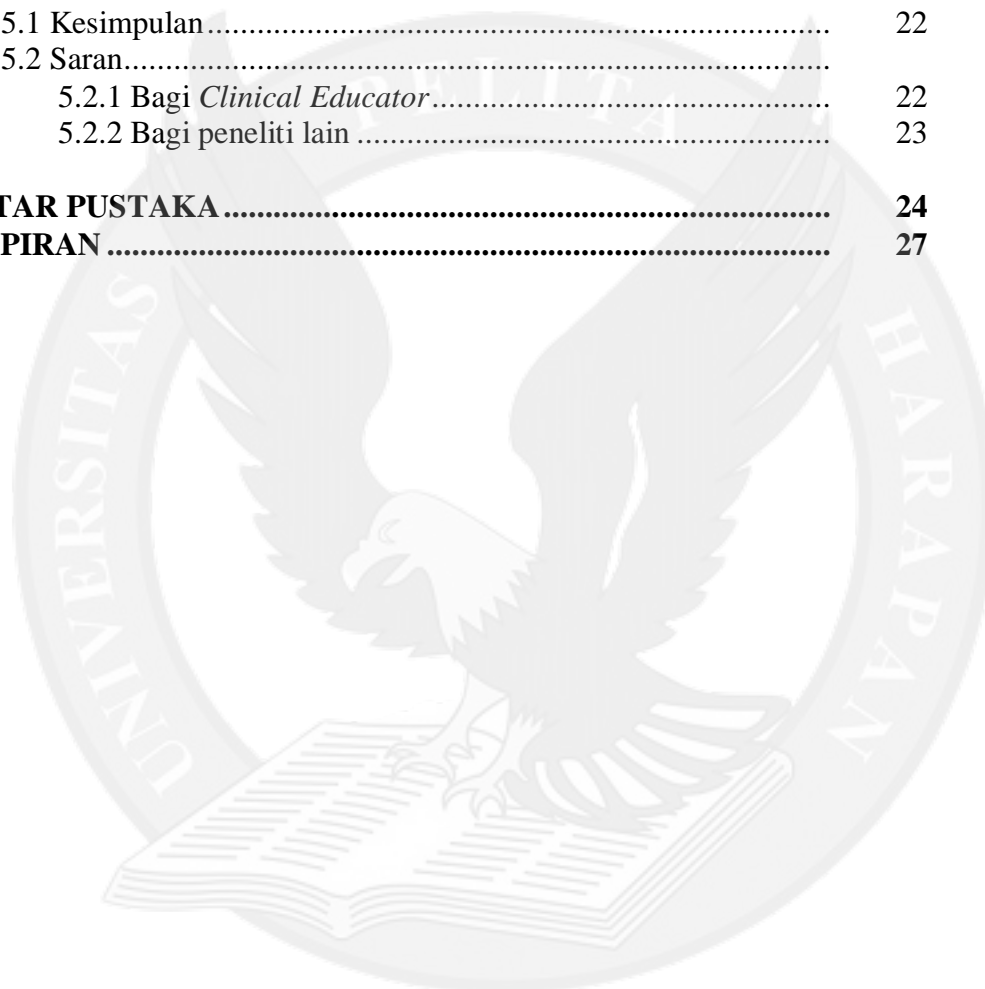 5.1 Kesimpulan........................................................................... 22
5.2 Saran.....................................................................................
5.2.1 Bagi Clinical Educator................................................ 22
5.2.2 Bagi peneliti lain ......................................................... 23
TAR PUSTAKA ......................................................................... 24
PIRAN ....................................................................................... 27
UNIVERSITAS PELITA HARAPAN